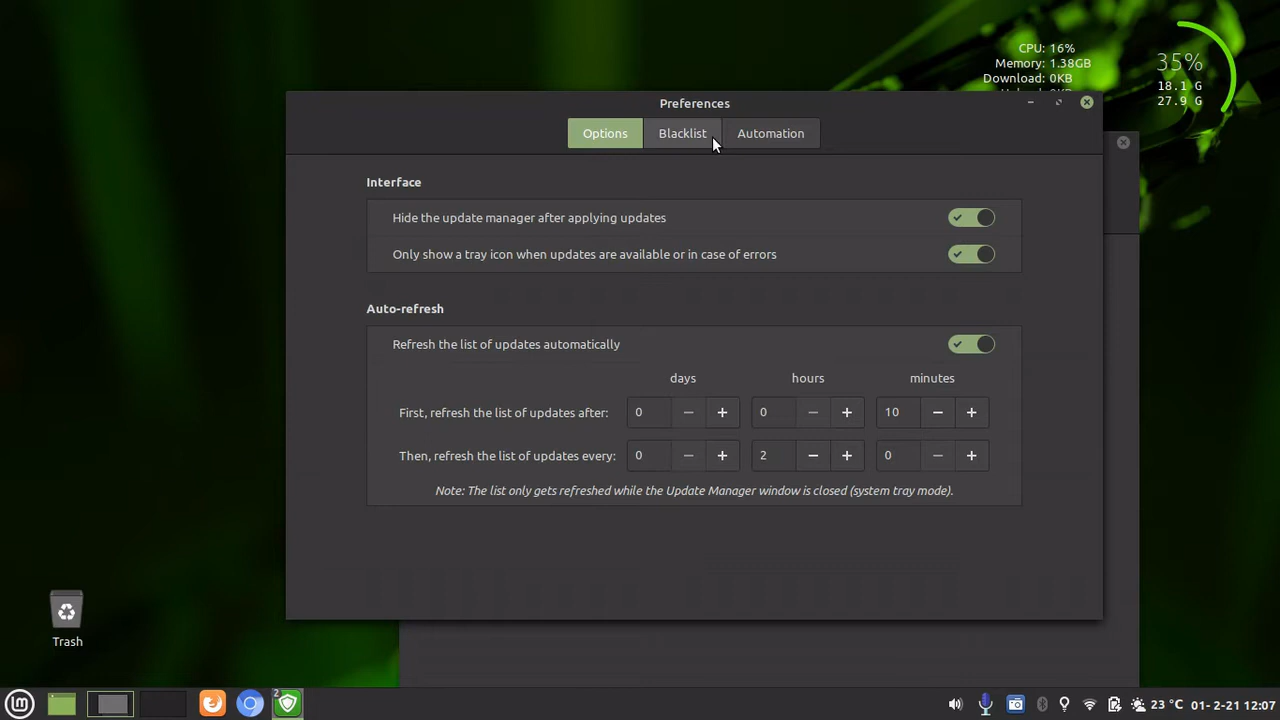 CPU: 16%
Memory: 1.38GB
Download: 0KB
35%
18.1 G
27.9 G
Preferences
Options
Blacklist
Automation
Interface
Hide the update manager after applying updates
Only show a tray icon when updates are available or in case of errors
Auto-refresh
Refresh the list of updates automatically
days hours minutes
First, refresh the list of updates after: 0 − + 0 − + 10 − +
Then, refresh the list of updates every: 0 − + 2 − + 0 − +
Note: The list only gets refreshed while the Update Manager window is closed (system tray mode).
Trash
2
23 °C 01- 2-21 12:07